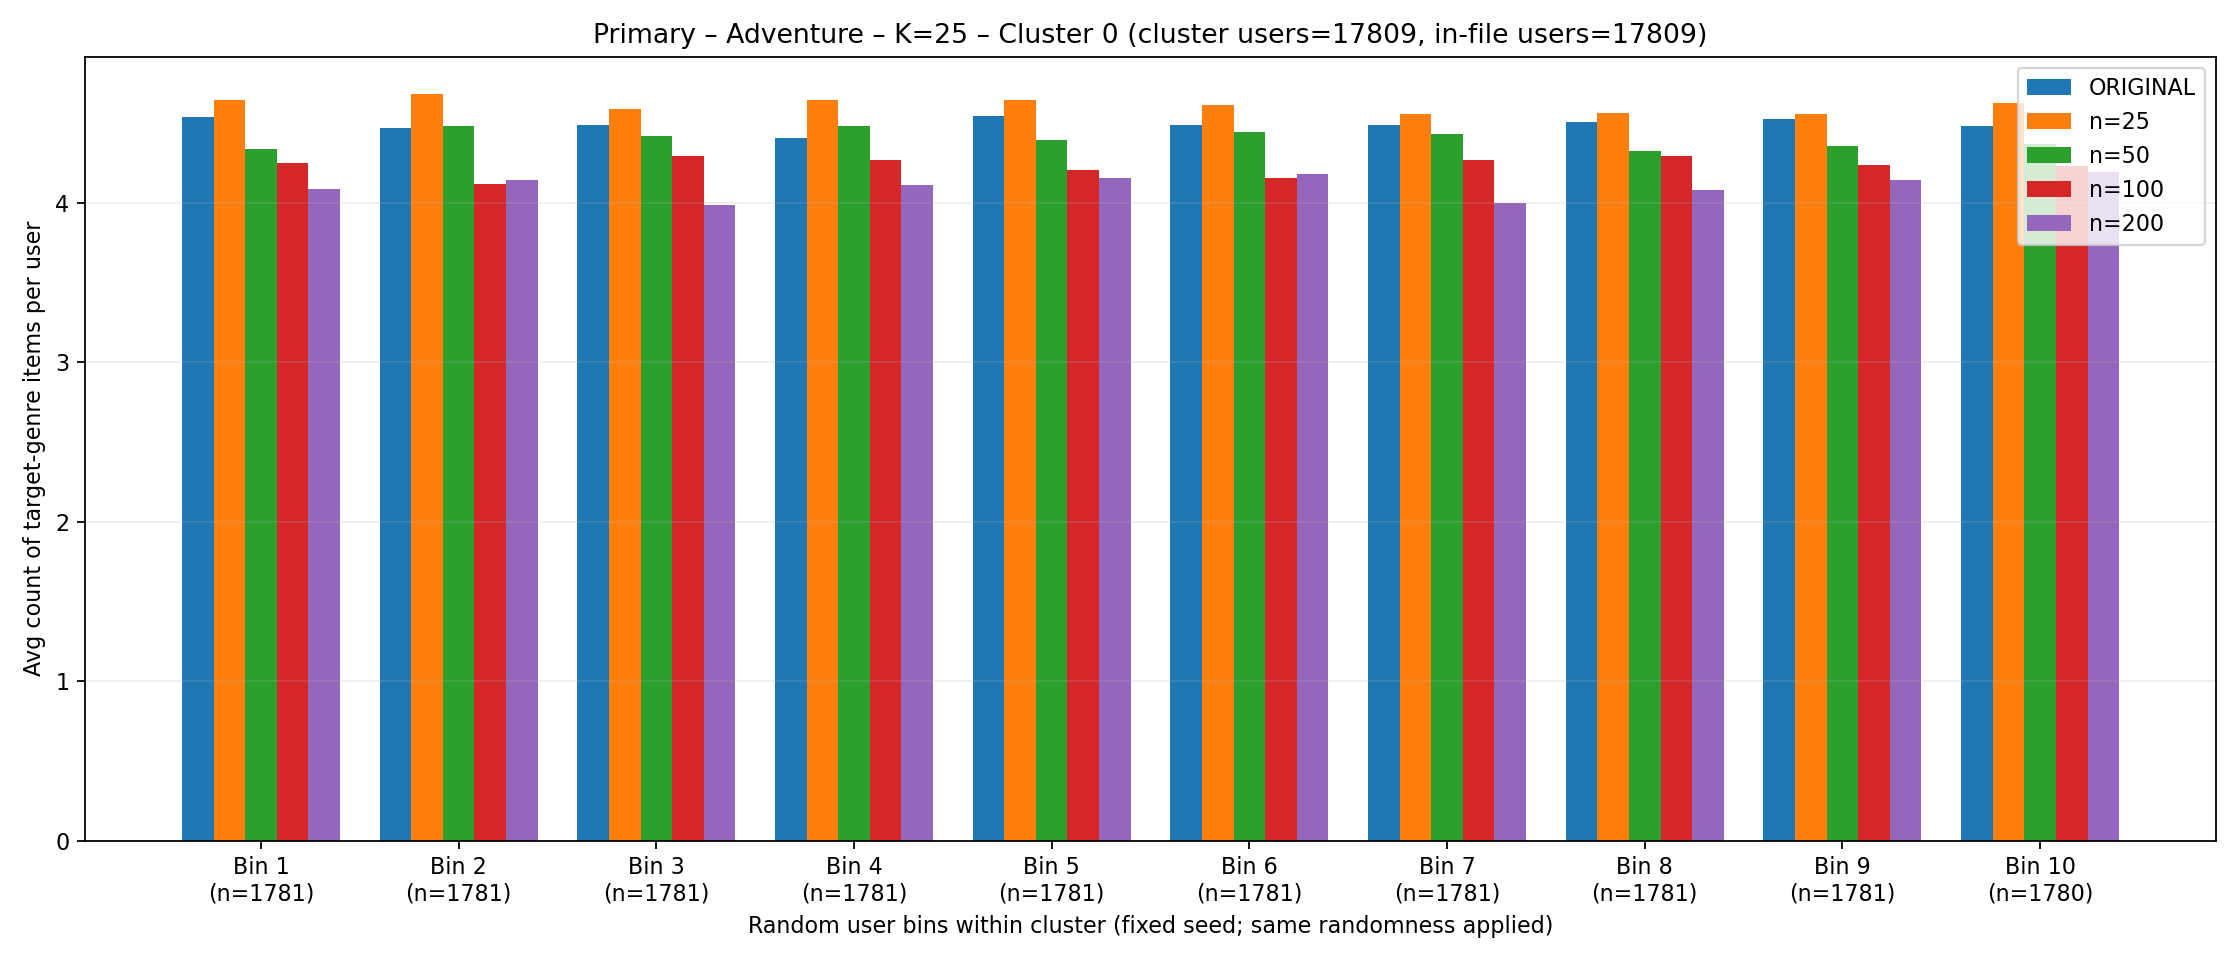 Primary – Adventure – K=25 – Cluster 0 (cluster users=17809, in-file users=17809)
ORIGINAL
n=25
n=50
n=100
n=200
Avg count of target-genre items per user
4
3
2
1
0
Bin 1
(n=1781)
Bin 2
(n=1781)
Bin 3
(n=1781)
Bin 4
(n=1781)
Bin 5
(n=1781)
Bin 6
(n=1781)
Bin 7
(n=1781)
Bin 8
(n=1781)
Bin 9
(n=1781)
Bin 10
(n=1780)
Random user bins within cluster (fixed seed; same randomness applied)